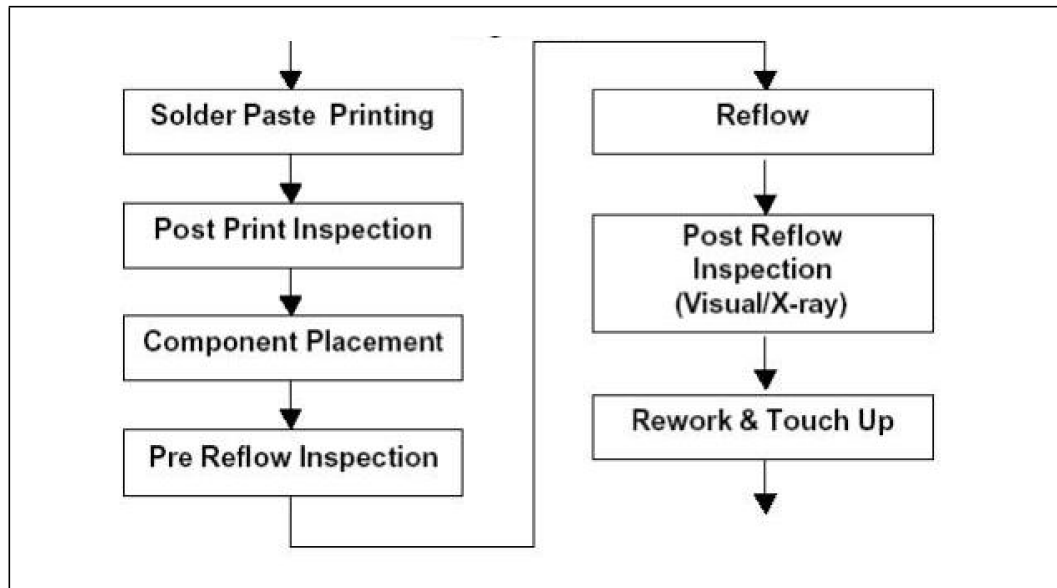 Solder Paste Printing
Post Print Inspection
Component Placement
Pre Reflow Inspection
Reflow
Post Reflow
Inspection
(Visual/X-ray)
Rework & Touch Up